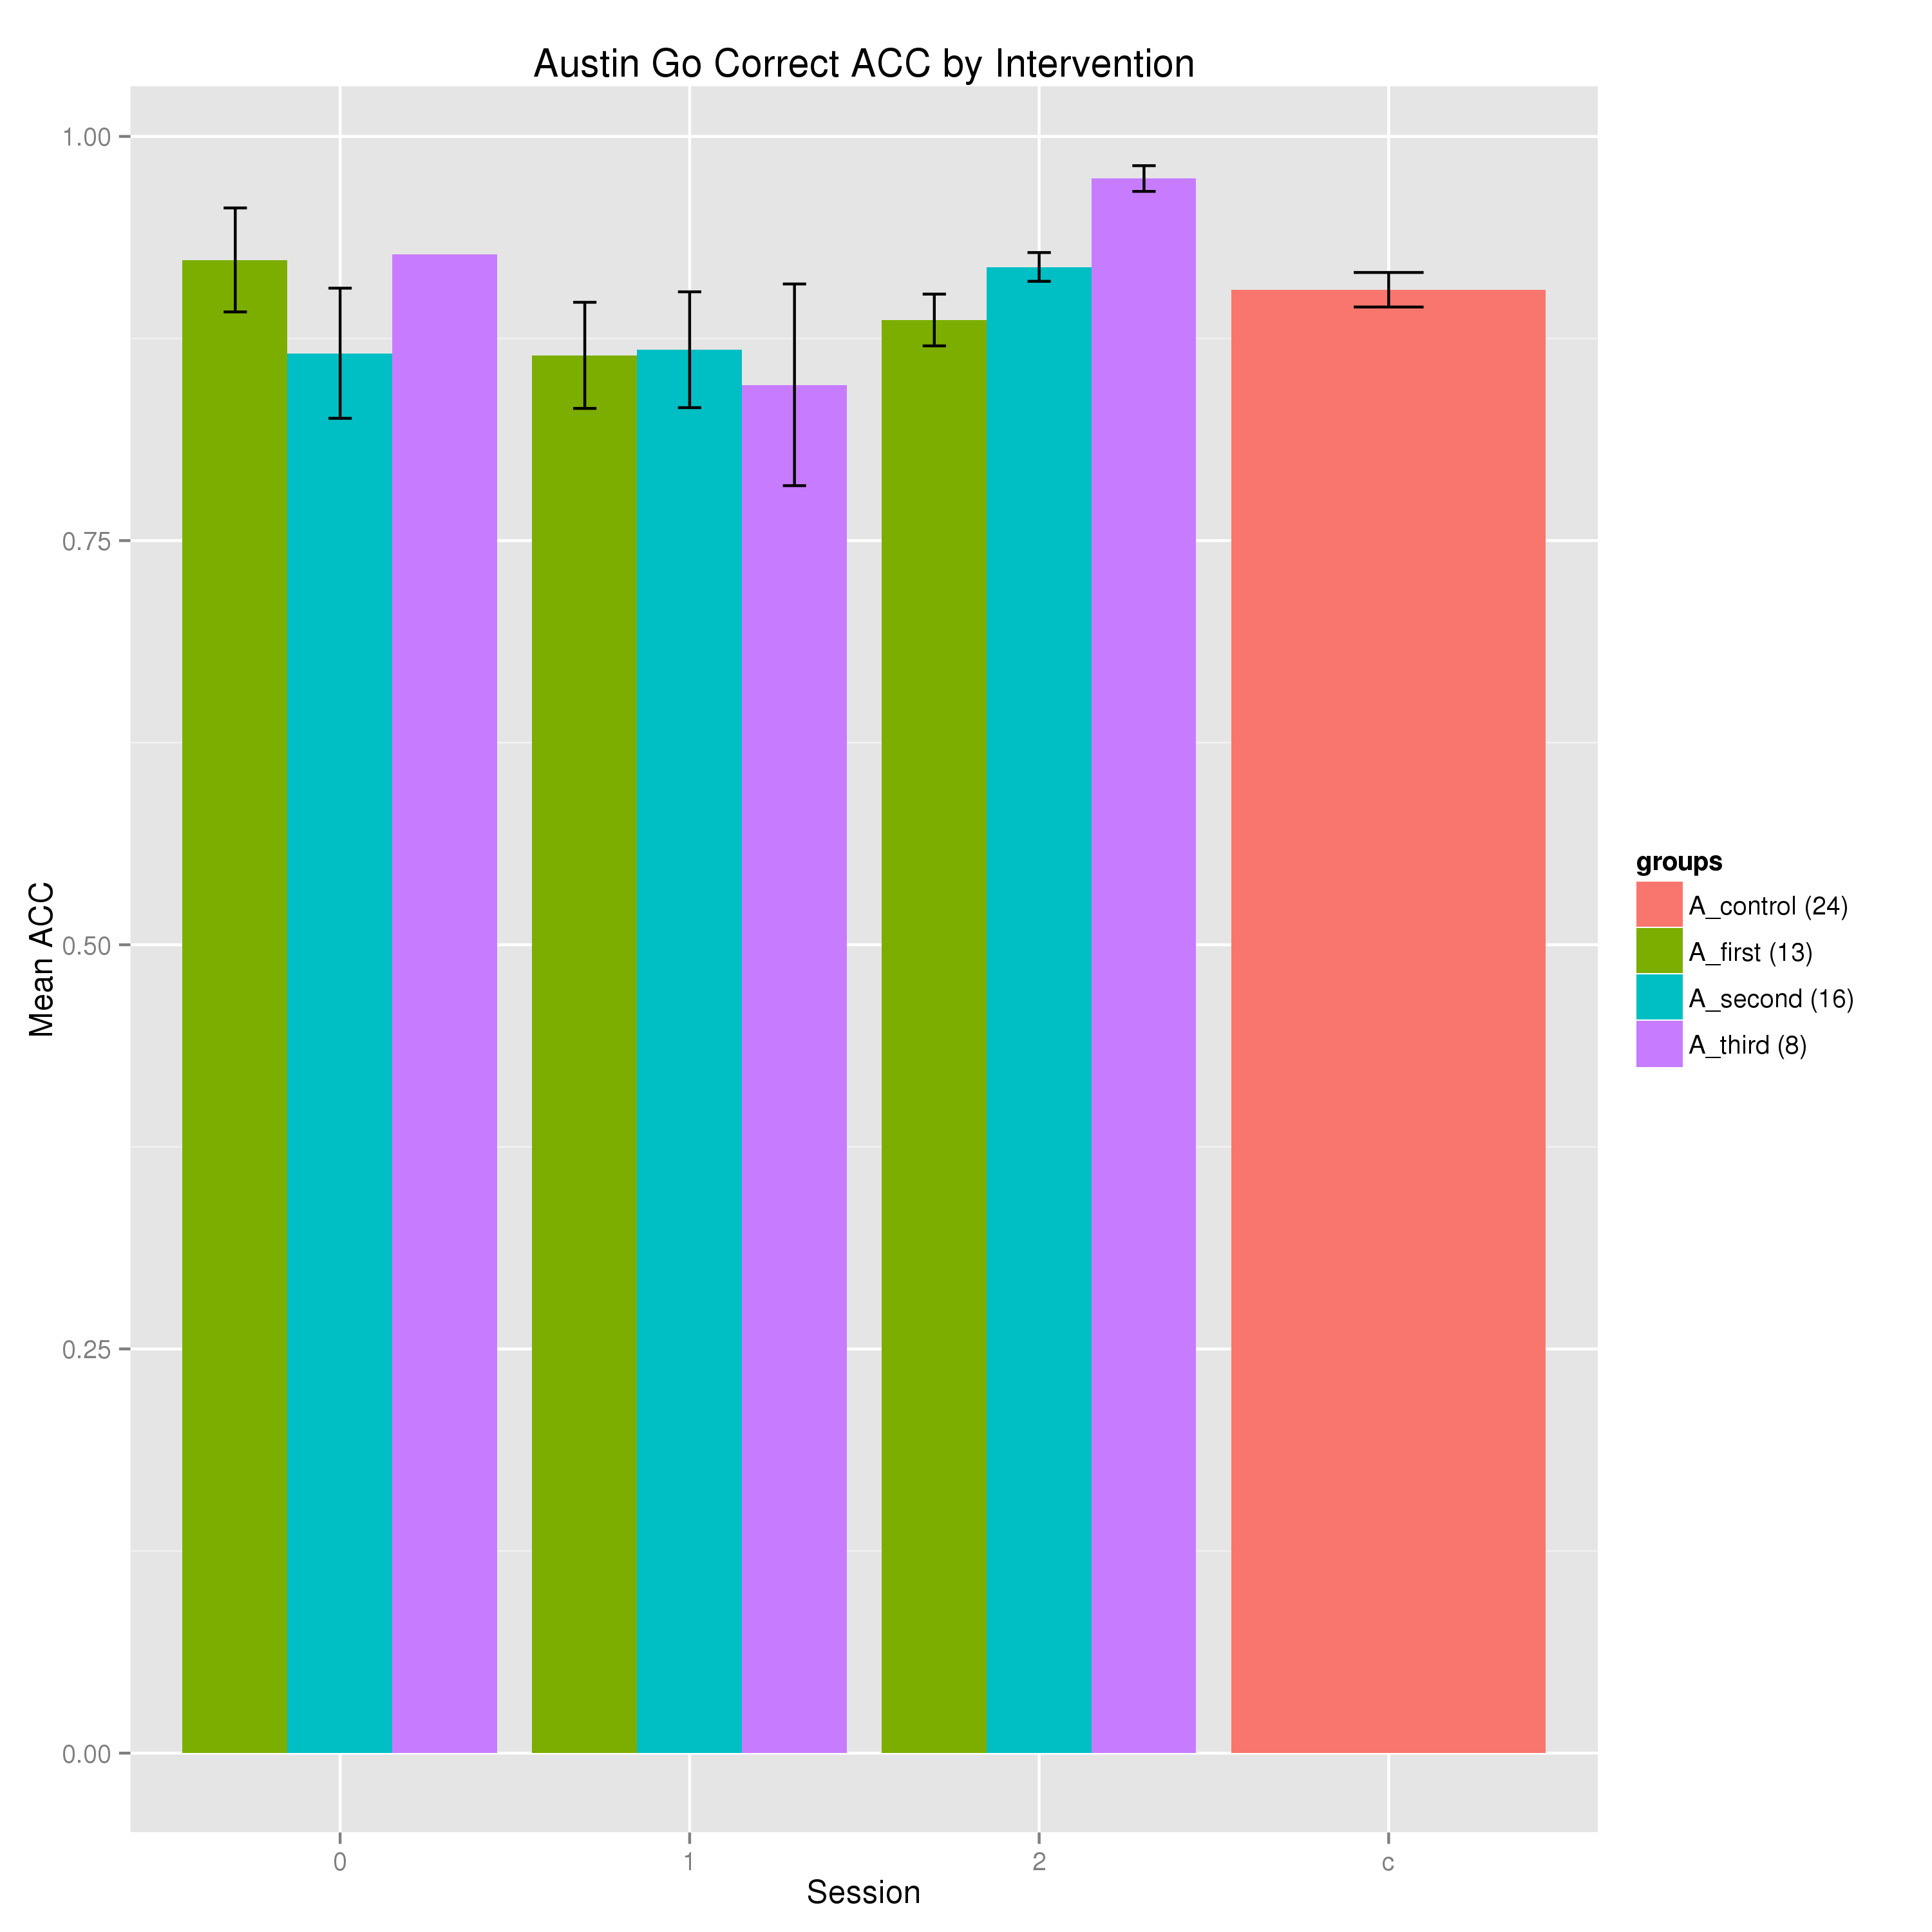 Austin Go Correct ACC by Intervention
1.00
0.75
0.50
0.25
0.00
Mean ACC
0 1 2 c
Session
groups
A_control (24)
A_first (13)
A_second (16)
A_third (8)